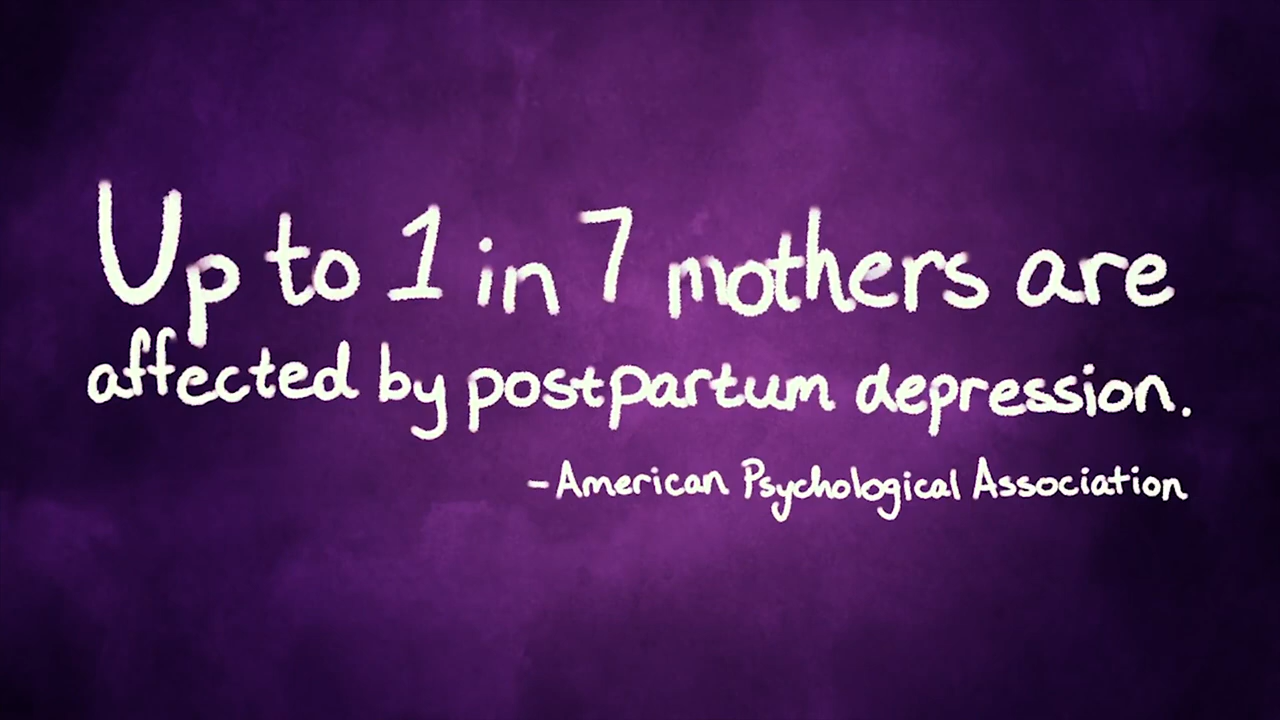 Up to 1 in 7 mothers are
affected by postpartum depression.
-American Psychological Association